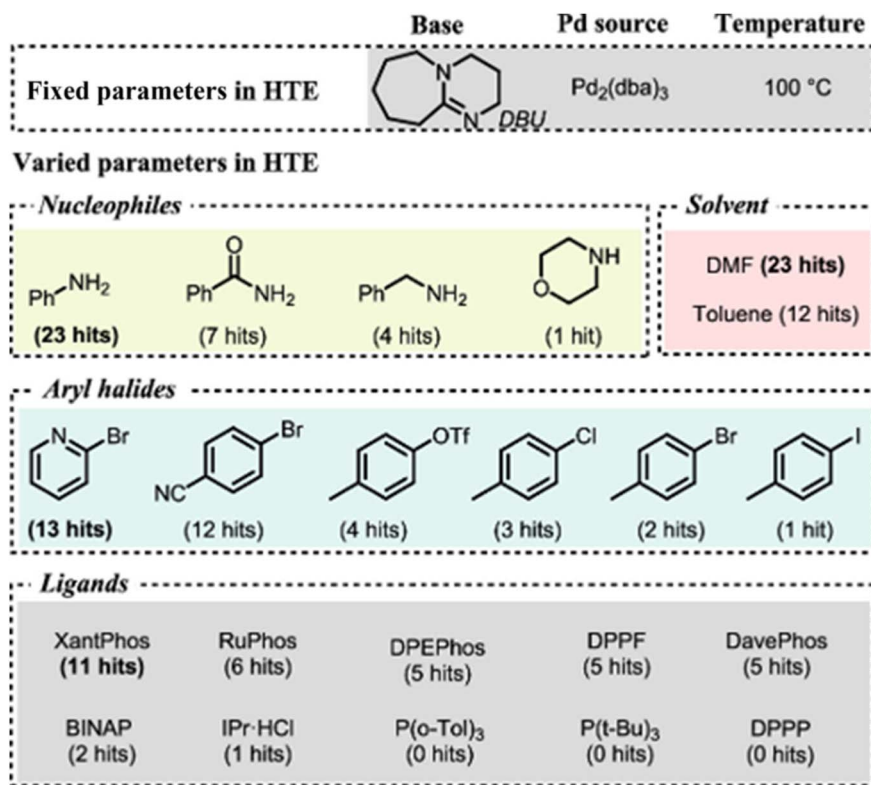 Base Pd source Temperature
Fixed parameters in HTE N N DBU Pd2(dba)3 100 °C
Varied parameters in HTE
Nucleophiles Solvent
Ph NH2 O Ph NH2 Ph NH2 NH O
(23 hits) (7 hits) (4 hits) (1 hit)
DMF (23 hits)
Toluene (12 hits)
Aryl halides
N Br Br NC OTf Cl Br I
(13 hits) (12 hits) (4 hits) (3 hits) (2 hits) (1 hit)
Ligands
XantPhos RuPhos DPEPhos DPPF DavePhos
(11 hits) (6 hits) (5 hits) (5 hits) (5 hits)
BINAP IPr·HCl P(o-Tol)3 P(t-Bu)3 DPPP
(2 hits) (1 hits) (0 hits) (0 hits) (0 hits)